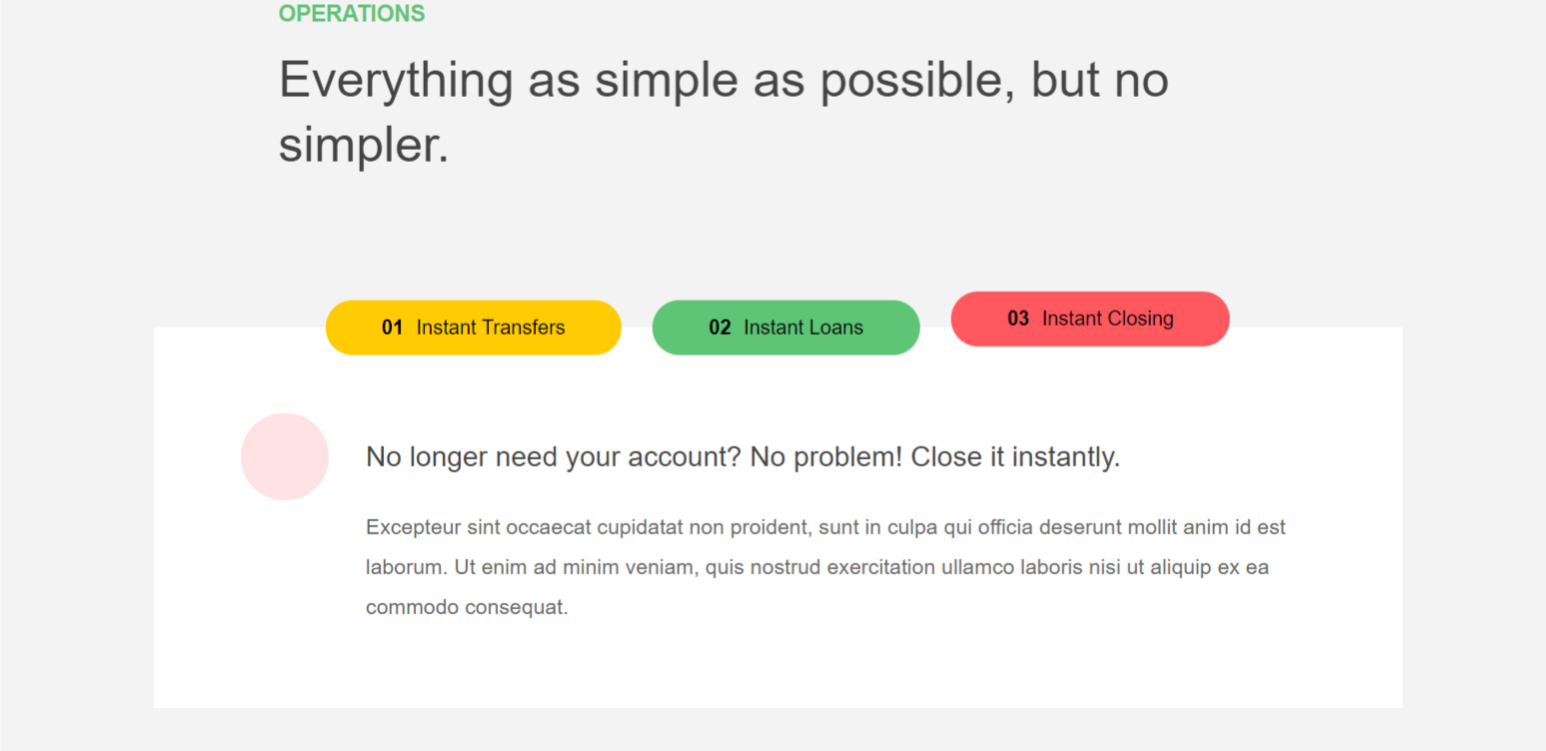 OPERATIONS
Everything as simple as possible, but no
simpler.
01 Instant Transfers
02 Instant Loans
03 Instant Closing
No longer need your account? No problem! Close it instantly.
Excepteur sint occaecat cupidatat non proident, sunt in culpa qui officia deserunt mollit anim id est
laborum. Ut enim ad minim veniam, quis nostrud exercitation ullamco laboris nisi ut aliquip ex ea
commodo consequat.